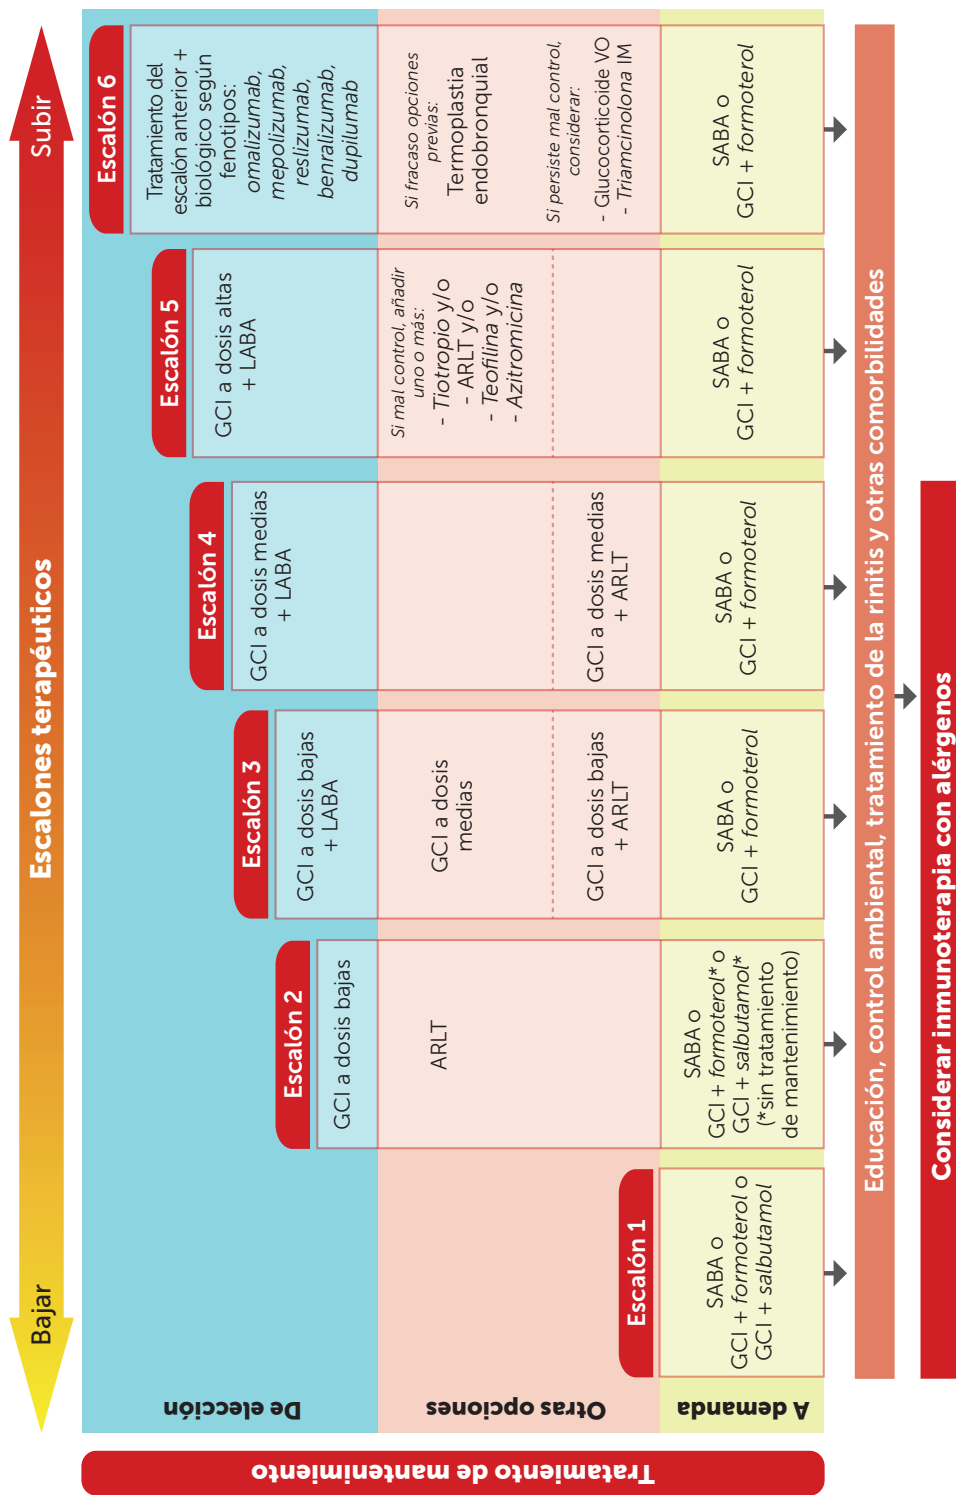 Escalones terapéuticos
Bajar
Subir
Tratamiento de mantenimiento
De elección
Otras opciones
A demanda
Escalón 1
SABA o
GCI + formoterol o
GCI + salbutamol
Escalón 2
GCI a dosis bajas
ARLT
SABA o
GCI + formoterol* o
GCI + salbutamol*
(*sin tratamiento
de mantenimiento)
Escalón 3
GCI a dosis bajas
+ LABA
GCI a dosis
medias
GCI a dosis bajas
+ ARLT
SABA o
GCI + formoterol
Escalón 4
GCI a dosis medias
+ LABA
GCI a dosis medias
+ ARLT
SABA o
GCI + formoterol
Escalón 5
GCI a dosis altas
+ LABA
Si mal control, añadir
uno o más:
- Tiotropio y/o
- ARLT y/o
- Teofilina y/o
- Azitromicina
SABA o
GCI + formoterol
Escalón 6
Tratamiento del
escalón anterior +
biológico según
fenotipos:
omalizumab,
mepolizumab,
reslizumab,
benralizumab,
dupilumab
Si fracaso opciones
previas:
Termoplastia
endobronquial
Si persiste mal control,
considerar:
- Glucocorticoide VO
- Triamcinolona IM
SABA o
GCI + formoterol
Educación, control ambiental, tratamiento de la rinitis y otras comorbilidades
Considerar inmunoterapia con alérgenos